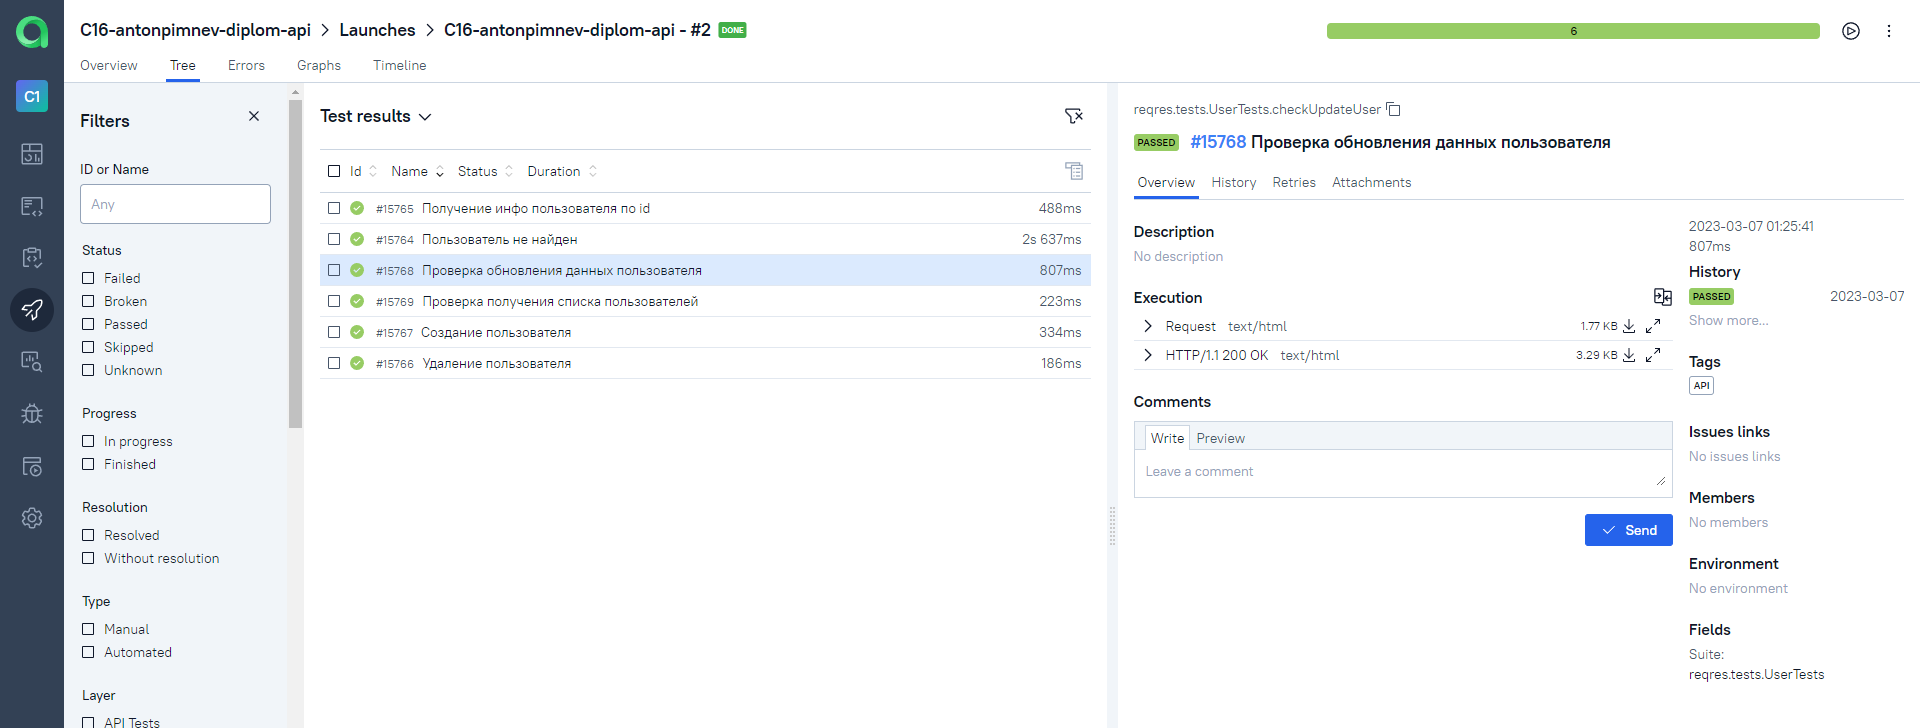 C16-antonpimnev-diplom-api > Launches > C16-antonpimnev-diplom-api - #2 DONE
6
Overview Tree Errors Graphs Timeline
C1
Filters
ID or Name
Any
Status
Failed
Broken
Passed
Skipped
Unknown
Progress
In progress
Finished
Resolution
Resolved
Without resolution
Type
Manual
Automated
Layer
API Tests
Test results
Id Name Status Duration
#15765 Получение инфо пользователя по id 488ms
#15764 Пользователь не найден 2s 637ms
#15768 Проверка обновления данных пользователя 807ms
#15769 Проверка получения списка пользователей 223ms
#15767 Создание пользователя 334ms
#15766 Удаление пользователя 186ms
reqres.tests.UserTests.checkUpdateUser
PASSED #15768 Проверка обновления данных пользователя
Overview History Retries Attachments
Description
No description
Execution
Request text/html 1.77 KB
HTTP/1.1 200 OK text/html 3.29 KB
Comments
Write Preview
Leave a comment
Send
2023-03-07 01:25:41
807ms
History
PASSED 2023-03-07
Show more...
Tags
API
Issues links
No issues links
Members
No members
Environment
No environment
Fields
Suite:
reqres.tests.UserTests